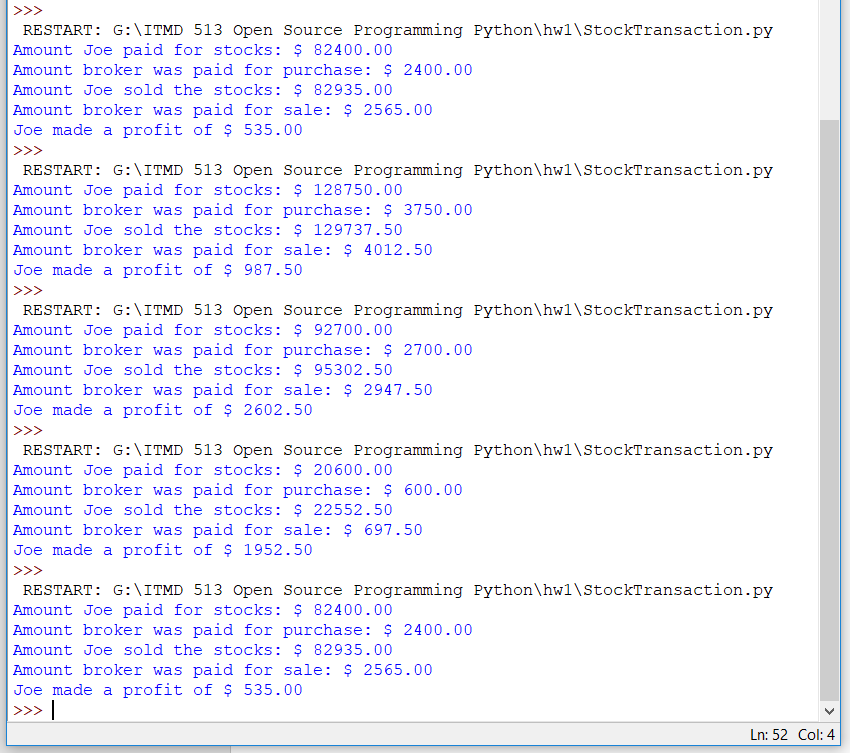 >>>
 RESTART: G:\ITMD 513 Open Source Programming Python\hw1\StockTransaction.py
Amount Joe paid for stocks: $ 82400.00
Amount broker was paid for purchase: $ 2400.00
Amount Joe sold the stocks: $ 82935.00
Amount broker was paid for sale: $ 2565.00
Joe made a profit of $ 535.00
>>>
 RESTART: G:\ITMD 513 Open Source Programming Python\hw1\StockTransaction.py
Amount Joe paid for stocks: $ 128750.00
Amount broker was paid for purchase: $ 3750.00
Amount Joe sold the stocks: $ 129737.50
Amount broker was paid for sale: $ 4012.50
Joe made a profit of $ 987.50
>>>
 RESTART: G:\ITMD 513 Open Source Programming Python\hw1\StockTransaction.py
Amount Joe paid for stocks: $ 92700.00
Amount broker was paid for purchase: $ 2700.00
Amount Joe sold the stocks: $ 95302.50
Amount broker was paid for sale: $ 2947.50
Joe made a profit of $ 2602.50
>>>
 RESTART: G:\ITMD 513 Open Source Programming Python\hw1\StockTransaction.py
Amount Joe paid for stocks: $ 20600.00
Amount broker was paid for purchase: $ 600.00
Amount Joe sold the stocks: $ 22552.50
Amount broker was paid for sale: $ 697.50
Joe made a profit of $ 1952.50
>>>
 RESTART: G:\ITMD 513 Open Source Programming Python\hw1\StockTransaction.py
Amount Joe paid for stocks: $ 82400.00
Amount broker was paid for purchase: $ 2400.00
Amount Joe sold the stocks: $ 82935.00
Amount broker was paid for sale: $ 2565.00
Joe made a profit of $ 535.00
>>>
Ln: 52 Col: 4